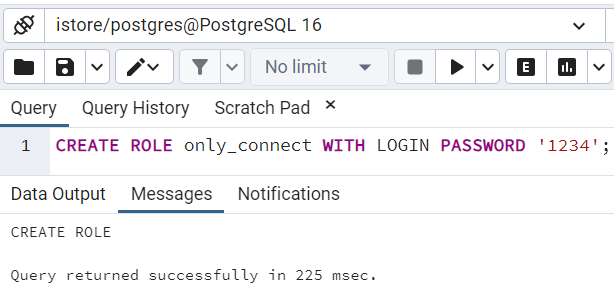 istore/postgres@PostgreSQL 16
No limit
E
Query Query History Scratch Pad ×
1 CREATE ROLE only_connect WITH LOGIN PASSWORD '1234';
Data Output Messages Notifications
CREATE ROLE
Query returned successfully in 225 msec.